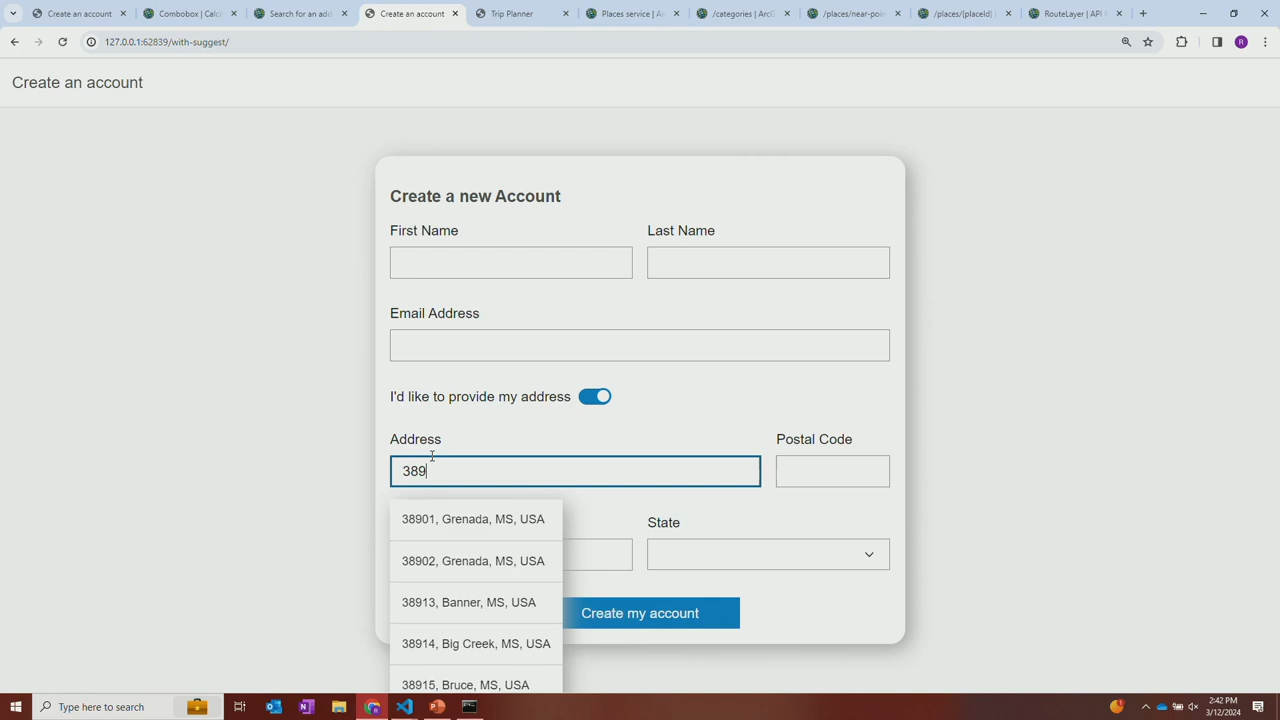 Create an account
Combobox | Calci
Search for an add
Create an account
Trip Planner
Places service | Ar
/categories | ArcG
/places/near-poi
/places/{placeId}
RouteLayer | API R
127.0.0.1:62839/with-suggest/
R
Create an account
Create a new Account
First Name
Last Name
Email Address
I'd like to provide my address
Address
Postal Code
389
38901, Grenada, MS, USA
State
38902, Grenada, MS, USA
38913, Banner, MS, USA
Create my account
38914, Big Creek, MS, USA
38915, Bruce, MS, USA
Type here to search
2:42 PM
3/12/2024